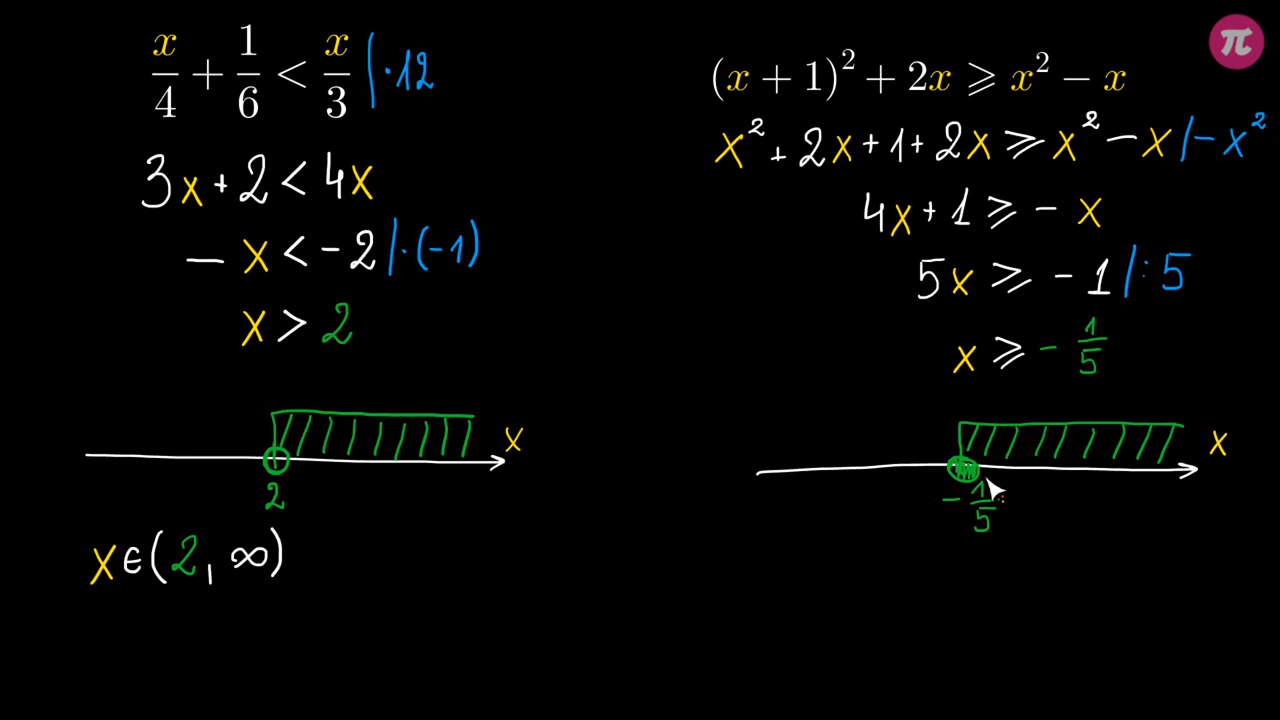 x/4 + 1/6 < x/3 |·12
3x + 2 < 4x
−x < −2 |·(−1)
x > 2
x
2
x∈(2, ∞)
π
(x + 1)² + 2x ⩾ x² − x
x² + 2x + 1 + 2x ⩾ x² − x |−x²
4x + 1 ⩾ −x
5x ⩾ −1 |:5
x ⩾ −1/5
x
−1/5